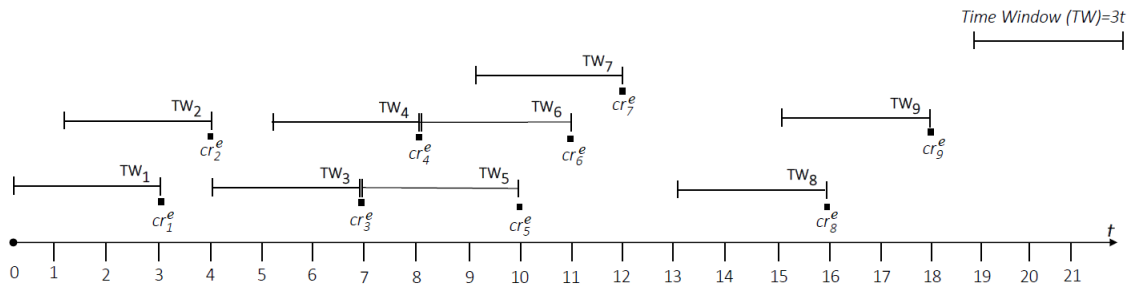 Time Window (TW)=3t
TW₇
cr₇ᵉ
TW₂ TW₄ TW₆ TW₉
cr₂ᵉ cr₄ᵉ cr₆ᵉ cr₉ᵉ
TW₁ TW₃ TW₅ TW₈
cr₁ᵉ cr₃ᵉ cr₅ᵉ cr₈ᵉ
t
0 1 2 3 4 5 6 7 8 9 10 11 12 13 14 15 16 17 18 19 20 21